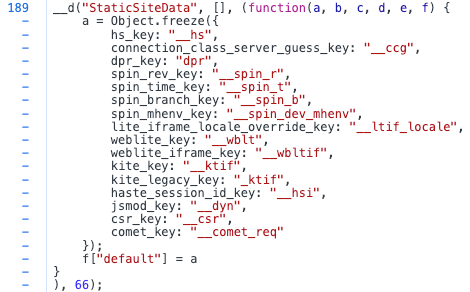 189 __d("StaticSiteData", [], (function(a, b, c, d, e, f) {
- a = Object.freeze({
- hs_key: "__hs",
- connection_class_server_guess_key: "__ccg",
- dpr_key: "dpr",
- spin_rev_key: "__spin_r",
- spin_time_key: "__spin_t",
- spin_branch_key: "__spin_b",
- spin_mhenv_key: "__spin_dev_mhenv",
- lite_iframe_locale_override_key: "__ltif_locale",
- weblite_key: "__wblt",
- weblite_iframe_key: "__wbltif",
- kite_key: "__ktif",
- kite_legacy_key: "_ktif",
- haste_session_id_key: "__hsi",
- jsmod_key: "__dyn",
- csr_key: "__csr",
- comet_key: "__comet_req"
- });
- f["default"] = a
- }
- ), 66);